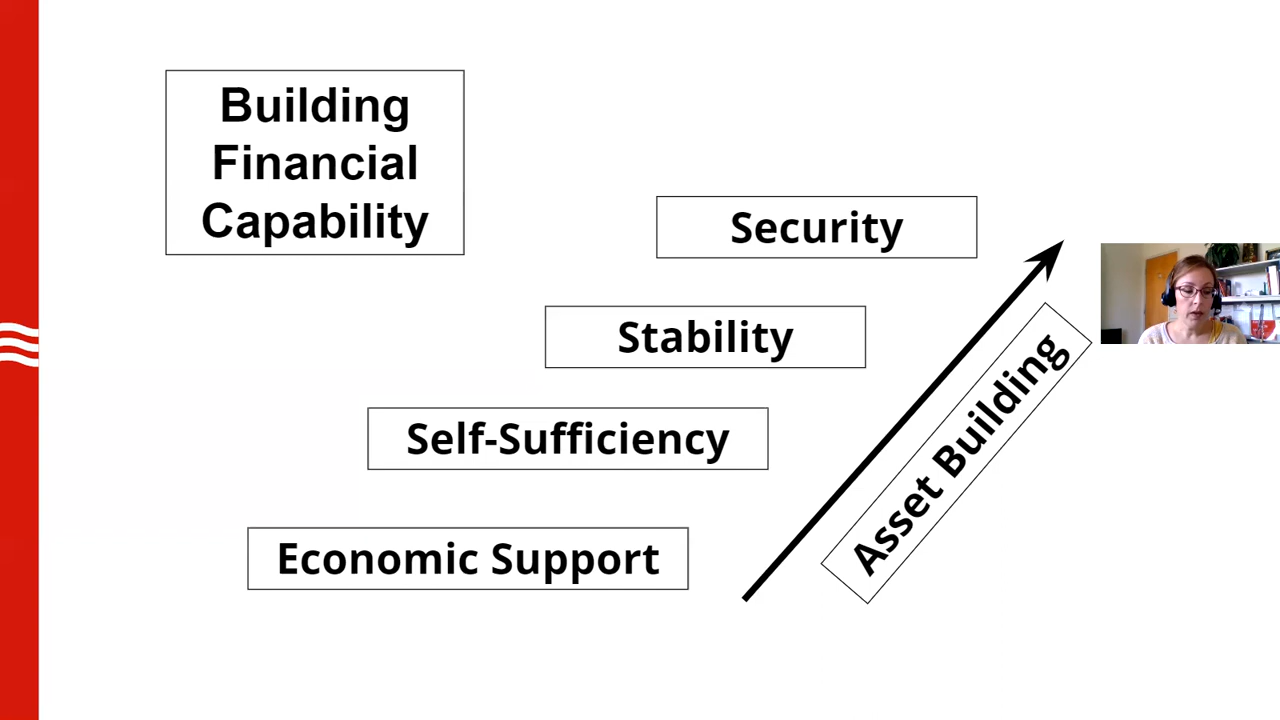 Building
Financial
Capability
Security
Stability
Self-Sufficiency
Economic Support
Asset Building